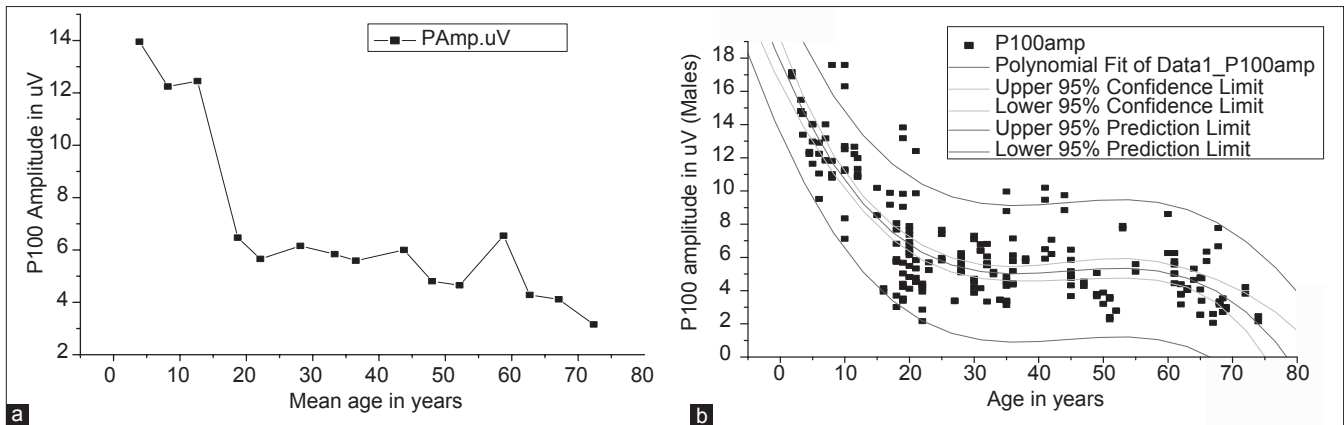 PAmp.uV
14
12
10
8
6
4
2
P100 Amplitude in uV
0 10 20 30 40 50 60 70 80
Mean age in years
a
P100amp
Polynomial Fit of Data1_P100amp
Upper 95% Confidence Limit
Lower 95% Confidence Limit
Upper 95% Prediction Limit
Lower 95% Prediction Limit
18
16
14
12
10
8
6
4
2
0
P100 amplitude in uV (Males)
0 10 20 30 40 50 60 70 80
Age in years
b